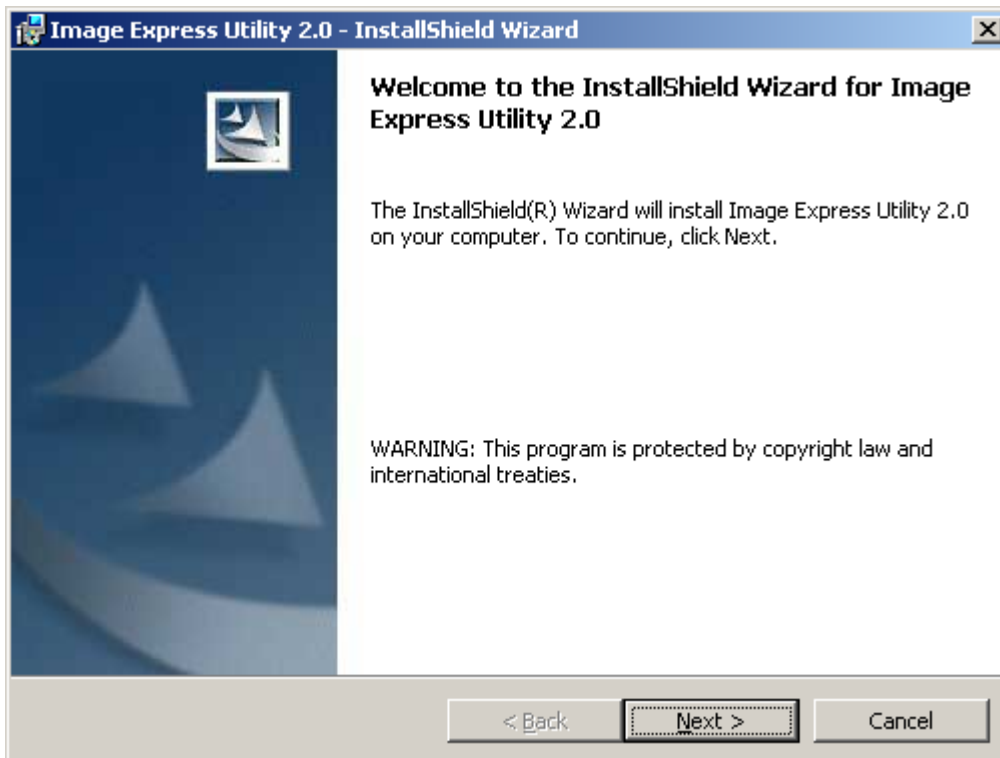 Image Express Utility 2.0 - InstallShield Wizard
Welcome to the InstallShield Wizard for Image
Express Utility 2.0
The InstallShield(R) Wizard will install Image Express Utility 2.0
on your computer. To continue, click Next.
WARNING: This program is protected by copyright law and
international treaties.
< Back
Next >
Cancel